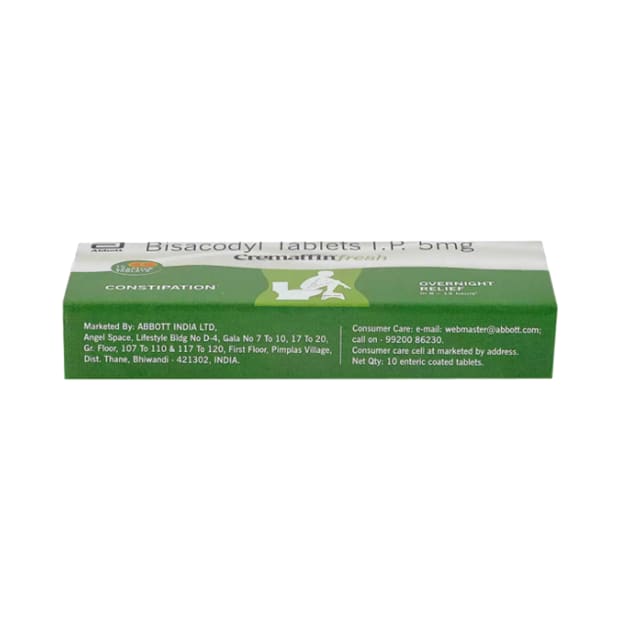 Abbott
Bisacodyl Tablets I.P. 5mg
Cremaffin fresh
CONSTIPATION
OVERNIGHT
RELIEF
Marketed By: ABBOTT INDIA LTD,
Angel Space, Lifestyle Bldg No D-4, Gala No 7 To 10, 17 To 20,
Gr. Floor, 107 To 110 & 117 To 120, First Floor, Pimplas Village,
Dist. Thane, Bhiwandi - 421302, INDIA.
Consumer Care: e-mail: webmaster@abbott.com;
call on - 99200 86230.
Consumer care cell at marketed by address.
Net Qty: 10 enteric coated tablets.